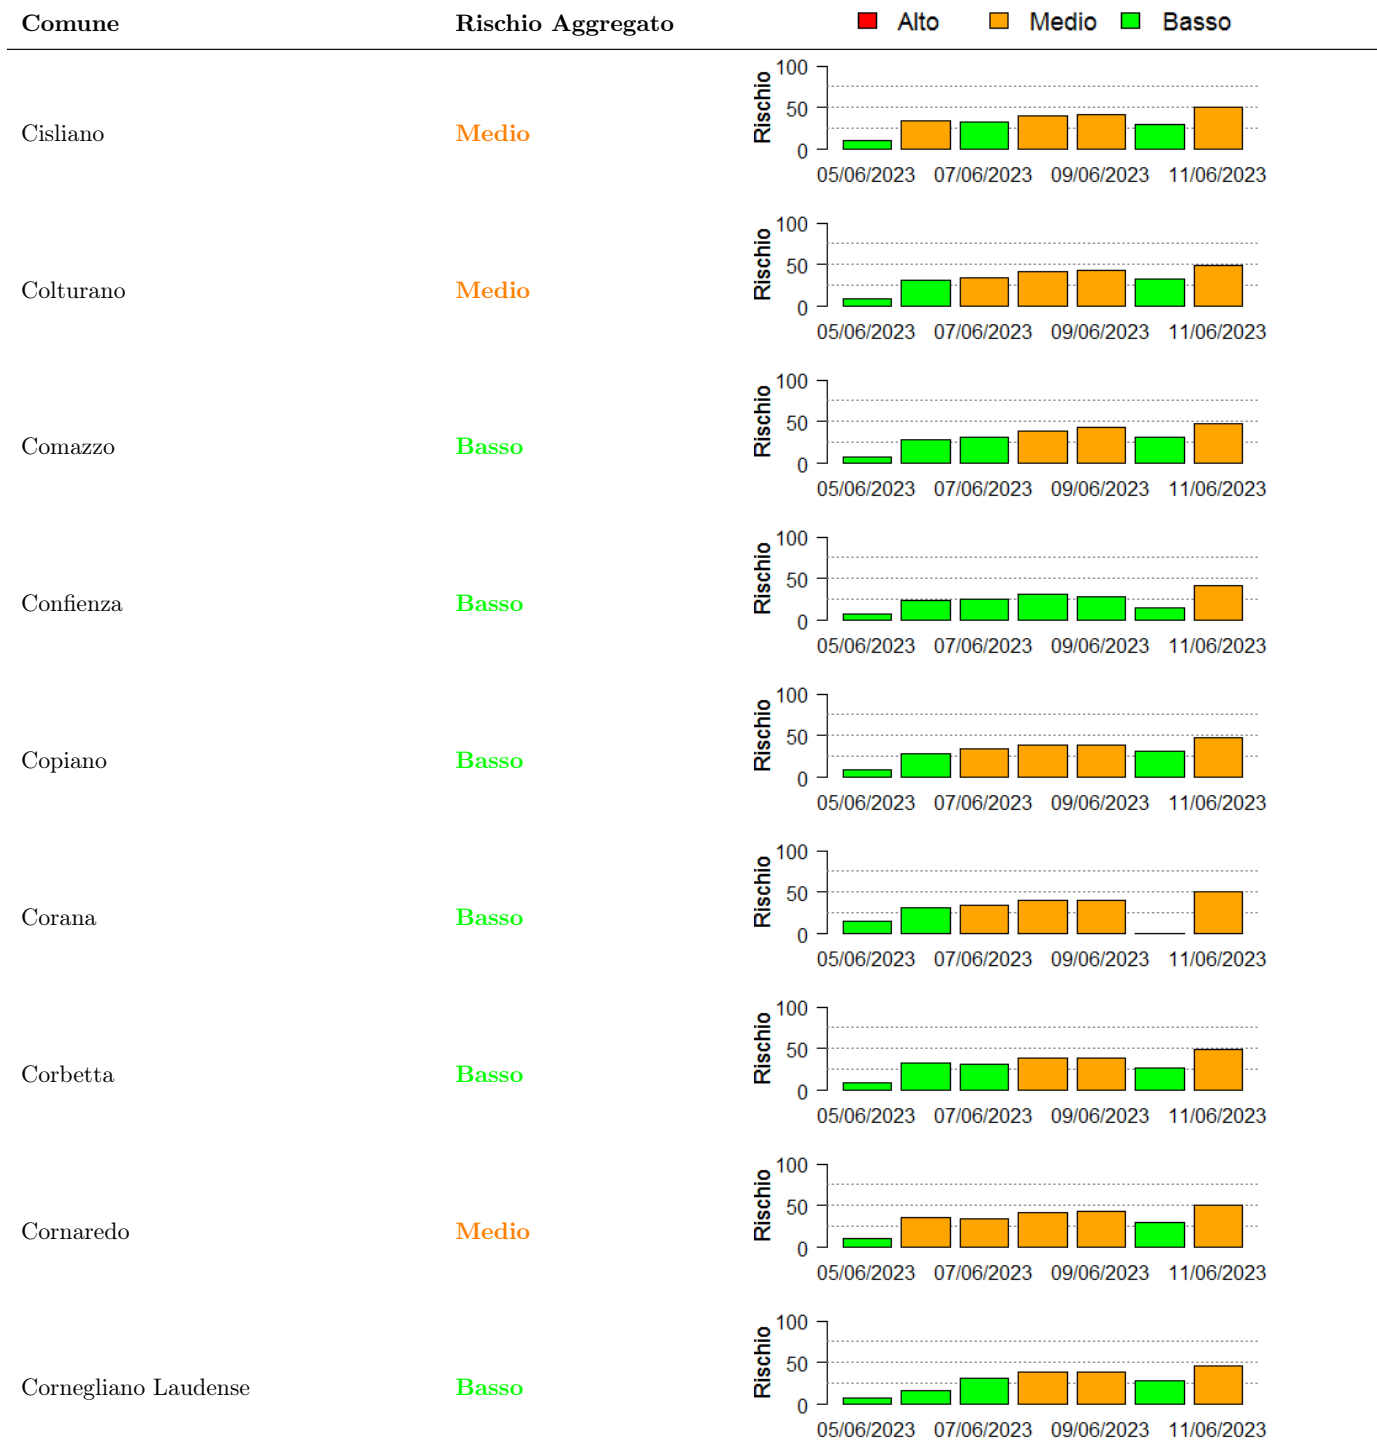 Comune Rischio Aggregato Alto Medio Basso
100
50
0
Rischio
Cisliano Medio
05/06/2023 07/06/2023 09/06/2023 11/06/2023
100
50
0
Rischio
Colturano Medio
05/06/2023 07/06/2023 09/06/2023 11/06/2023
100
50
0
Rischio
Comazzo Basso
05/06/2023 07/06/2023 09/06/2023 11/06/2023
100
50
0
Rischio
Confienza Basso
05/06/2023 07/06/2023 09/06/2023 11/06/2023
100
50
0
Rischio
Copiano Basso
05/06/2023 07/06/2023 09/06/2023 11/06/2023
100
50
0
Rischio
Corana Basso
05/06/2023 07/06/2023 09/06/2023 11/06/2023
100
50
0
Rischio
Corbetta Basso
05/06/2023 07/06/2023 09/06/2023 11/06/2023
100
50
0
Rischio
Cornaredo Medio
05/06/2023 07/06/2023 09/06/2023 11/06/2023
100
50
0
Rischio
Cornegliano Laudense Basso
05/06/2023 07/06/2023 09/06/2023 11/06/2023